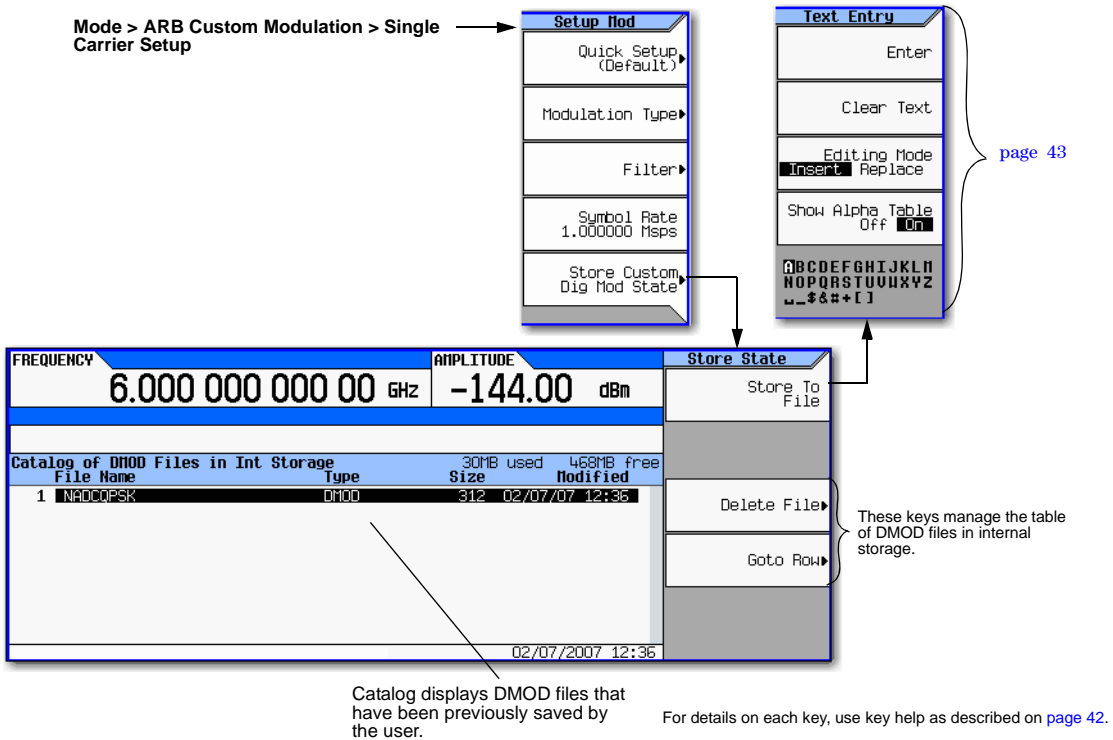 Mode > ARB Custom Modulation > Single
Carrier Setup
Setup Mod
Quick Setup
(Default)
Modulation Type
Filter
Symbol Rate
1.000000 Msps
Store Custom
Dig Mod State
Text Entry
Enter
Clear Text
Editing Mode
Insert Replace
Show Alpha Table
Off On
ABCDEFGHIJKLM
NOPQRSTUVWXYZ
␣_$&#+[]
page 43
FREQUENCY
6.000 000 000 00 GHz
AMPLITUDE
-144.00 dBm
Store State
Store To
File
Delete File
Goto Row
Catalog of DMOD Files in Int Storage 30MB used 468MB free
File Name Type Size Modified
1 NADCQPSK DMOD 312 02/07/07 12:36
02/07/2007 12:36
These keys manage the table
of DMOD files in internal
storage.
Catalog displays DMOD files that
have been previously saved by
the user.
For details on each key, use key help as described on page 42.